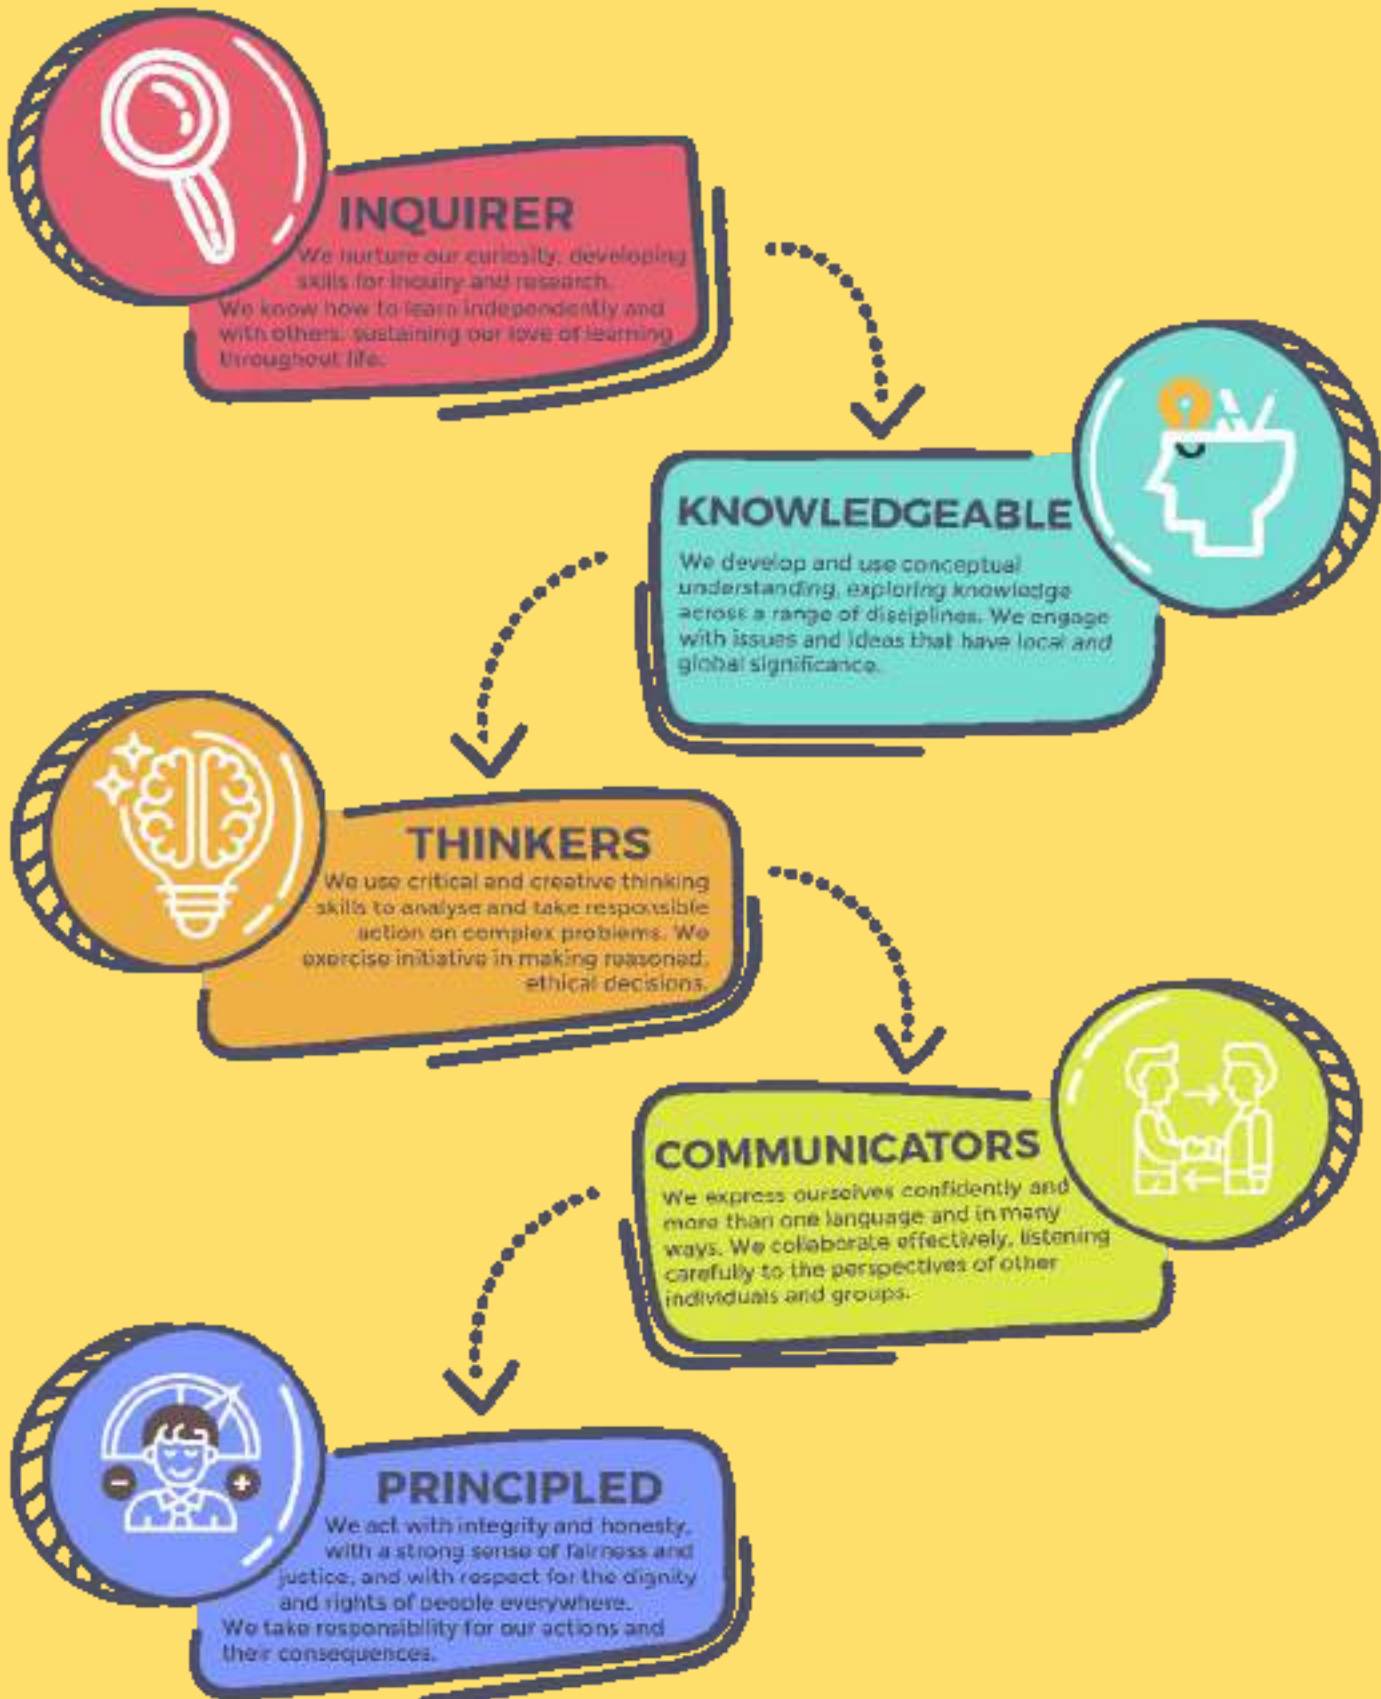 INQUIRER
We nurture our curiosity, developing
skills for inquiry and research.
We know how to learn independently and
with others, sustaining our love of learning
throughout life.
KNOWLEDGEABLE
We develop and use conceptual
understanding, exploring knowledge
across a range of disciplines. We engage
with issues and ideas that have local and
global significance.
THINKERS
We use critical and creative thinking
skills to analyse and take responsible
action on complex problems. We
exercise initiative in making reasoned,
ethical decisions.
COMMUNICATORS
We express ourselves confidently and
more than one language and in many
ways. We collaborate effectively, listening
carefully to the perspectives of other
individuals and groups.
PRINCIPLED
We act with integrity and honesty,
with a strong sense of fairness and
justice, and with respect for the dignity
and rights of people everywhere.
We take responsibility for our actions and
their consequences.